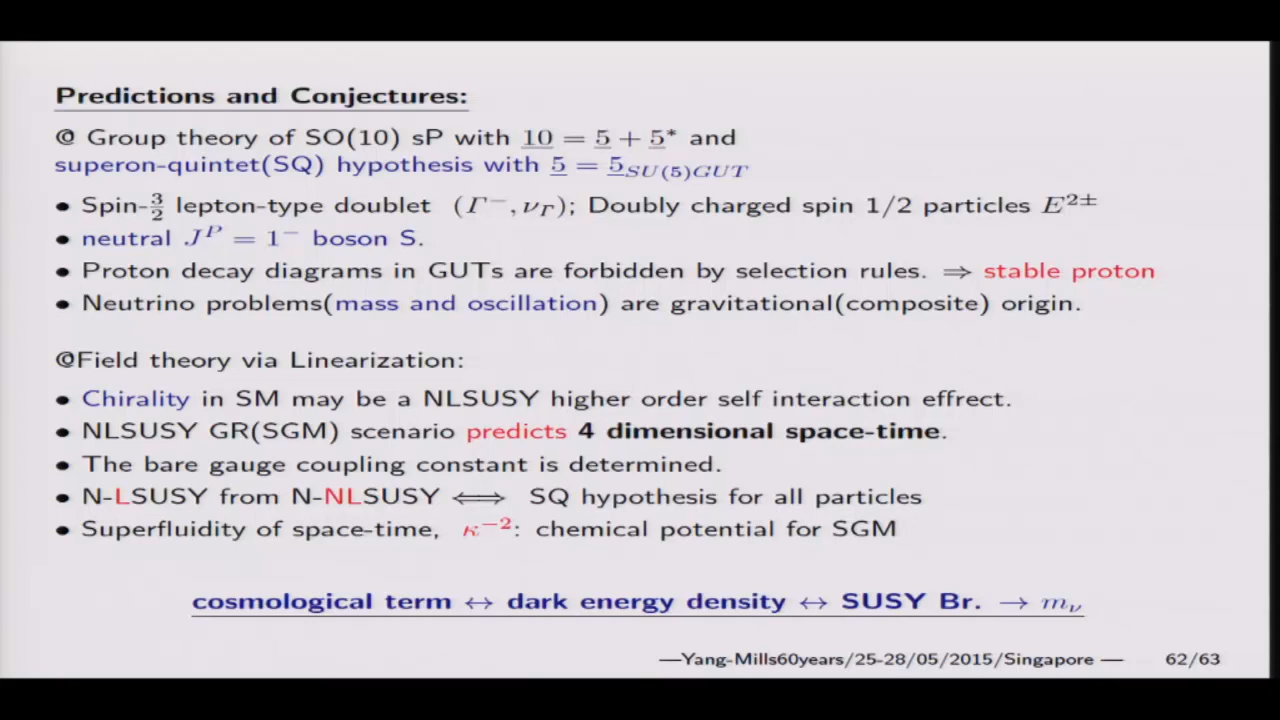 Predictions and Conjectures:
@ Group theory of SO(10) sP with 10 = 5 + 5* and
superon-quintet(SQ) hypothesis with 5 = 5_{SU(5)GUT}
• Spin-3/2 lepton-type doublet (Γ⁻, ν_Γ); Doubly charged spin 1/2 particles E^{2±}
• neutral J^P = 1⁻ boson S.
• Proton decay diagrams in GUTs are forbidden by selection rules. ⇒ stable proton
• Neutrino problems(mass and oscillation) are gravitational(composite) origin.
@Field theory via Linearization:
• Chirality in SM may be a NLSUSY higher order self interaction effrect.
• NLSUSY GR(SGM) scenario predicts 4 dimensional space-time.
• The bare gauge coupling constant is determined.
• N-LSUSY from N-NLSUSY ⟺ SQ hypothesis for all particles
• Superfluidity of space-time, κ⁻²: chemical potential for SGM
cosmological term ↔ dark energy density ↔ SUSY Br. → m_ν
—Yang-Mills60years/25-28/05/2015/Singapore — 62/63